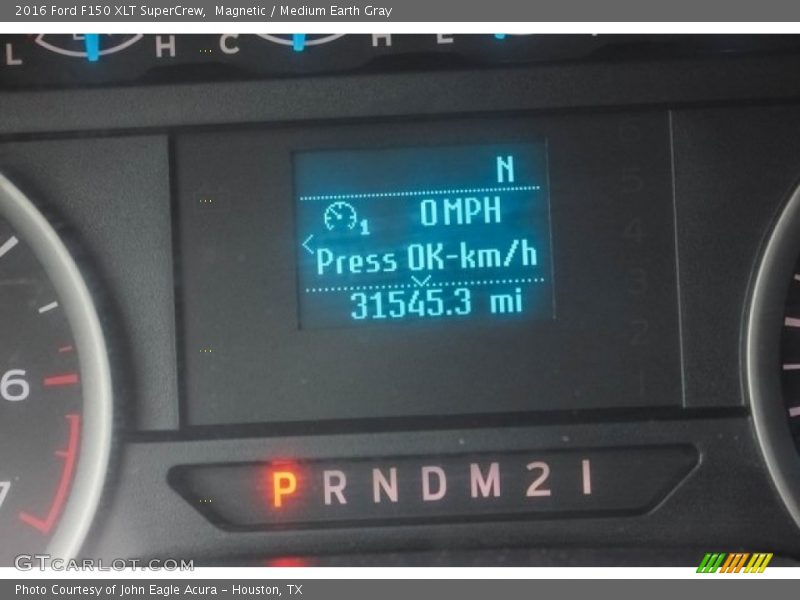 2016 Ford F150 XLT SuperCrew,  Magnetic / Medium Earth Gray
L H C H E
N
0 MPH
1
Press OK-km/h
31545.3 mi
6
7
P R N D M 2 1
GTCARLOT.COM
Photo Courtesy of John Eagle Acura - Houston, TX